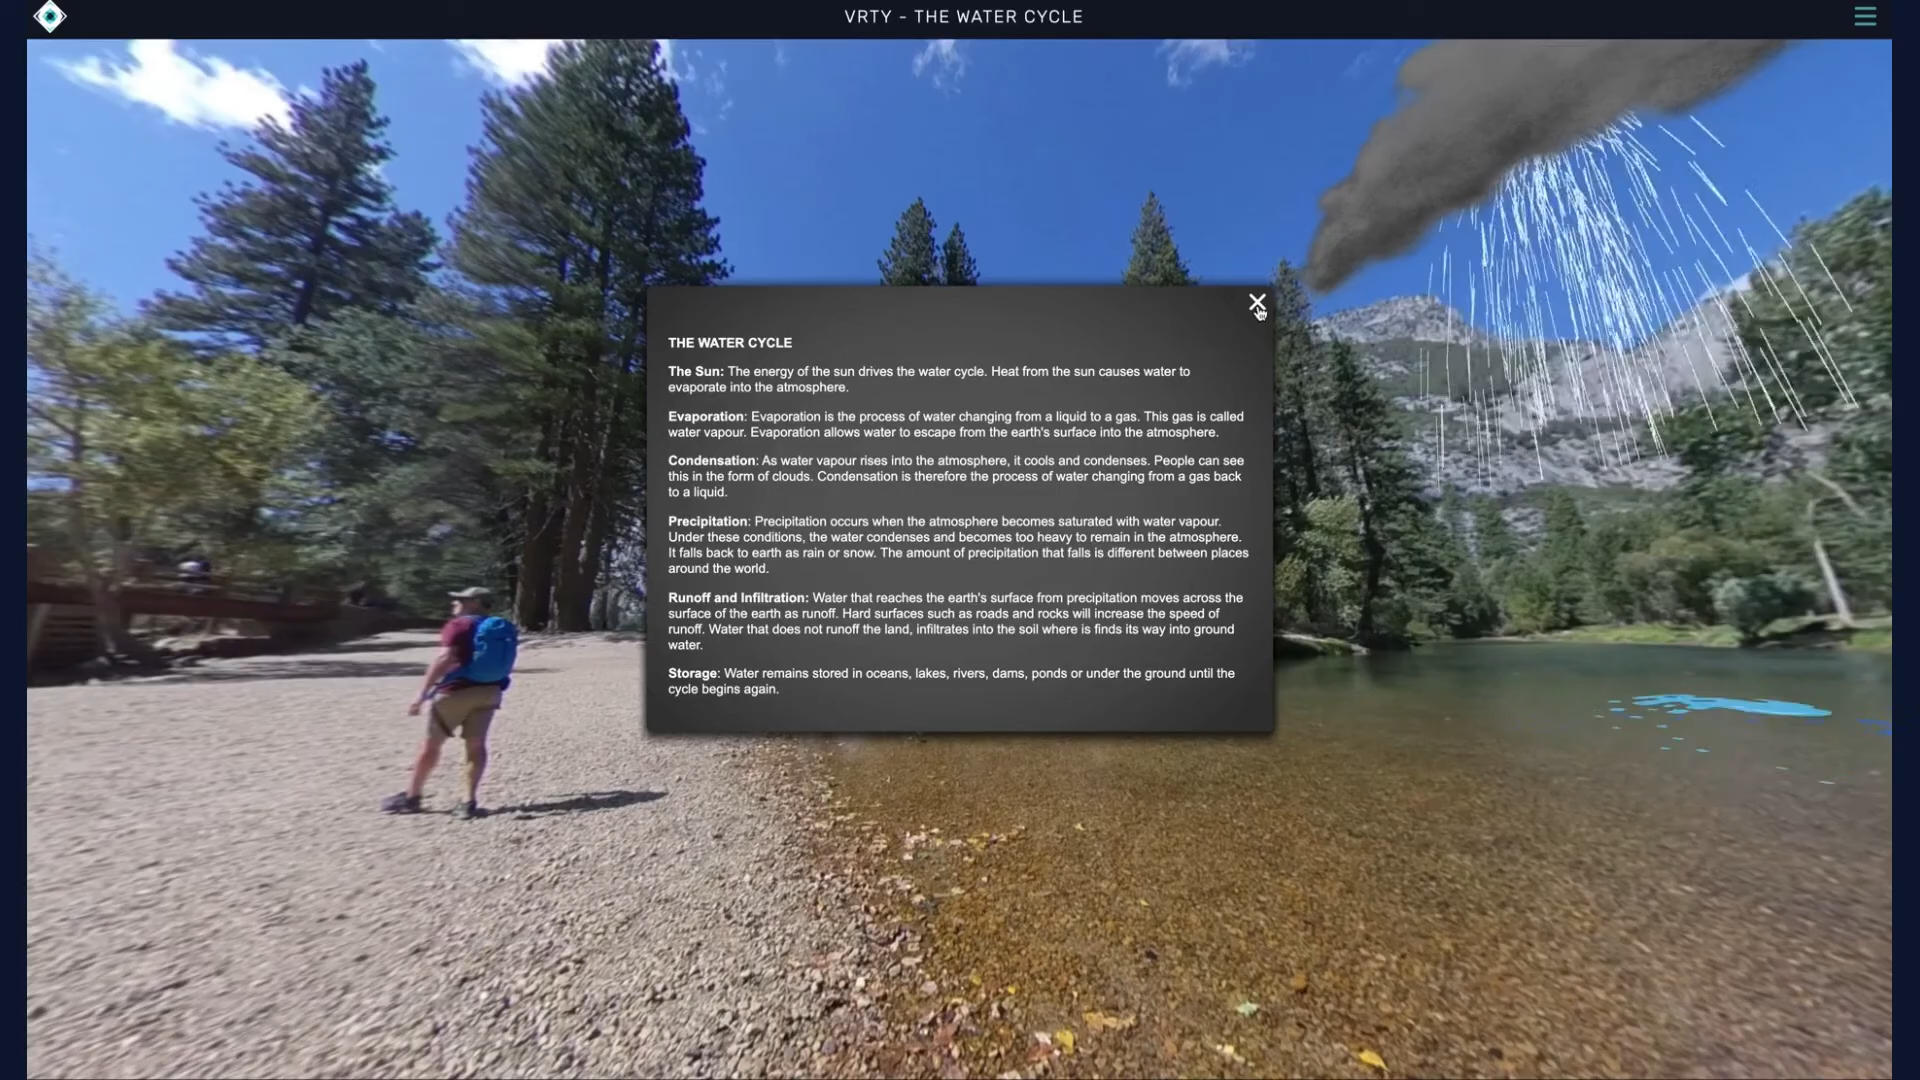 VRTY - THE WATER CYCLE
THE WATER CYCLE
The Sun: The energy of the sun drives the water cycle. Heat from the sun causes water to
evaporate into the atmosphere.
Evaporation: Evaporation is the process of water changing from a liquid to a gas. This gas is called
water vapour. Evaporation allows water to escape from the earth's surface into the atmosphere.
Condensation: As water vapour rises into the atmosphere, it cools and condenses. People can see
this in the form of clouds. Condensation is therefore the process of water changing from a gas back
to a liquid.
Precipitation: Precipitation occurs when the atmosphere becomes saturated with water vapour.
Under these conditions, the water condenses and becomes too heavy to remain in the atmosphere.
It falls back to earth as rain or snow. The amount of precipitation that falls is different between places
around the world.
Runoff and Infiltration: Water that reaches the earth's surface from precipitation moves across the
surface of the earth as runoff. Hard surfaces such as roads and rocks will increase the speed of
runoff. Water that does not runoff the land, infiltrates into the soil where is finds its way into ground
water.
Storage: Water remains stored in oceans, lakes, rivers, dams, ponds or under the ground until the
cycle begins again.